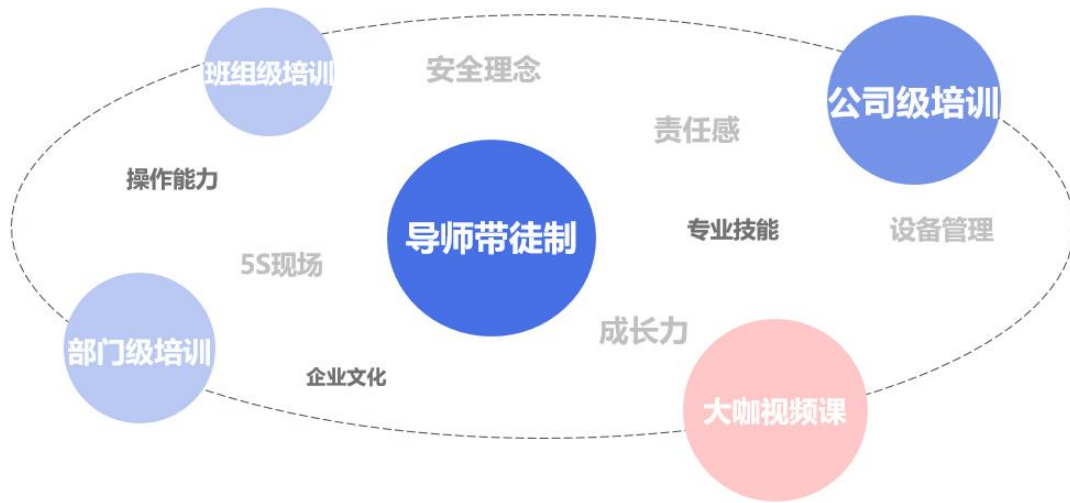 安全理念
班组级培训
公司级培训
责任感
操作能力
专业技能
设备管理
导师带徒制
5S现场
成长力
部门级培训
企业文化
大咖视频课